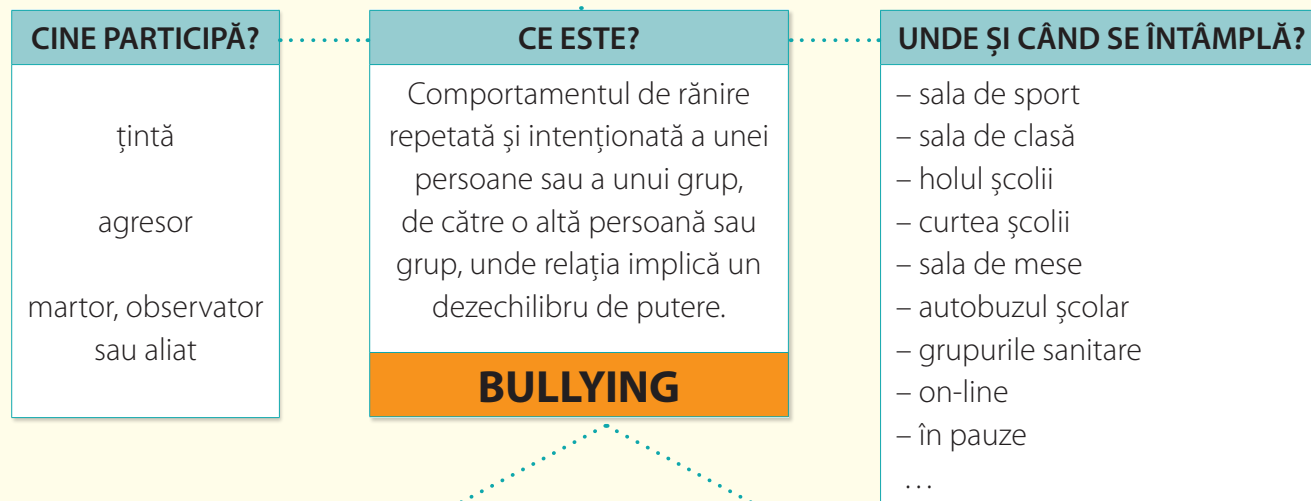 CINE PARTICIPĂ?
țintă
agresor
martor, observator
sau aliat
CE ESTE?
Comportamentul de rănire
repetată și intenționată a unei
persoane sau a unui grup,
de către o altă persoană sau
grup, unde relația implică un
dezechilibru de putere.
BULLYING
UNDE ȘI CÂND SE ÎNTÂMPLĂ?
– sala de sport
– sala de clasă
– holul școlii
– curtea școlii
– sala de mese
– autobuzul școlar
– grupurile sanitare
– on-line
– în pauze
…